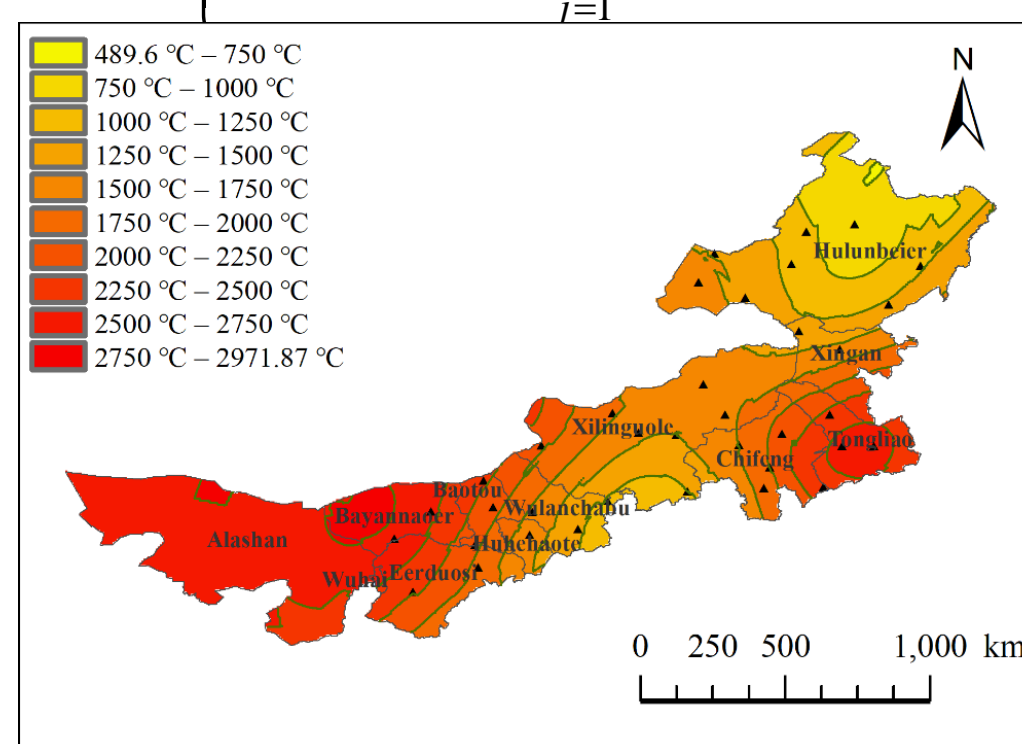 j=1
489.6 ℃ – 750 ℃
750 ℃ – 1000 ℃
1000 ℃ – 1250 ℃
1250 ℃ – 1500 ℃
1500 ℃ – 1750 ℃
1750 ℃ – 2000 ℃
2000 ℃ – 2250 ℃
2250 ℃ – 2500 ℃
2500 ℃ – 2750 ℃
2750 ℃ – 2971.87 ℃
N
Hulunbeier
Xingan
Xilinguole
Tongliao
Chifeng
Baotou
Wulanchabu
Bayannaoer
Alashan
Huhehaote
Wuhai
Eerduosi
0 250 500 1,000 km